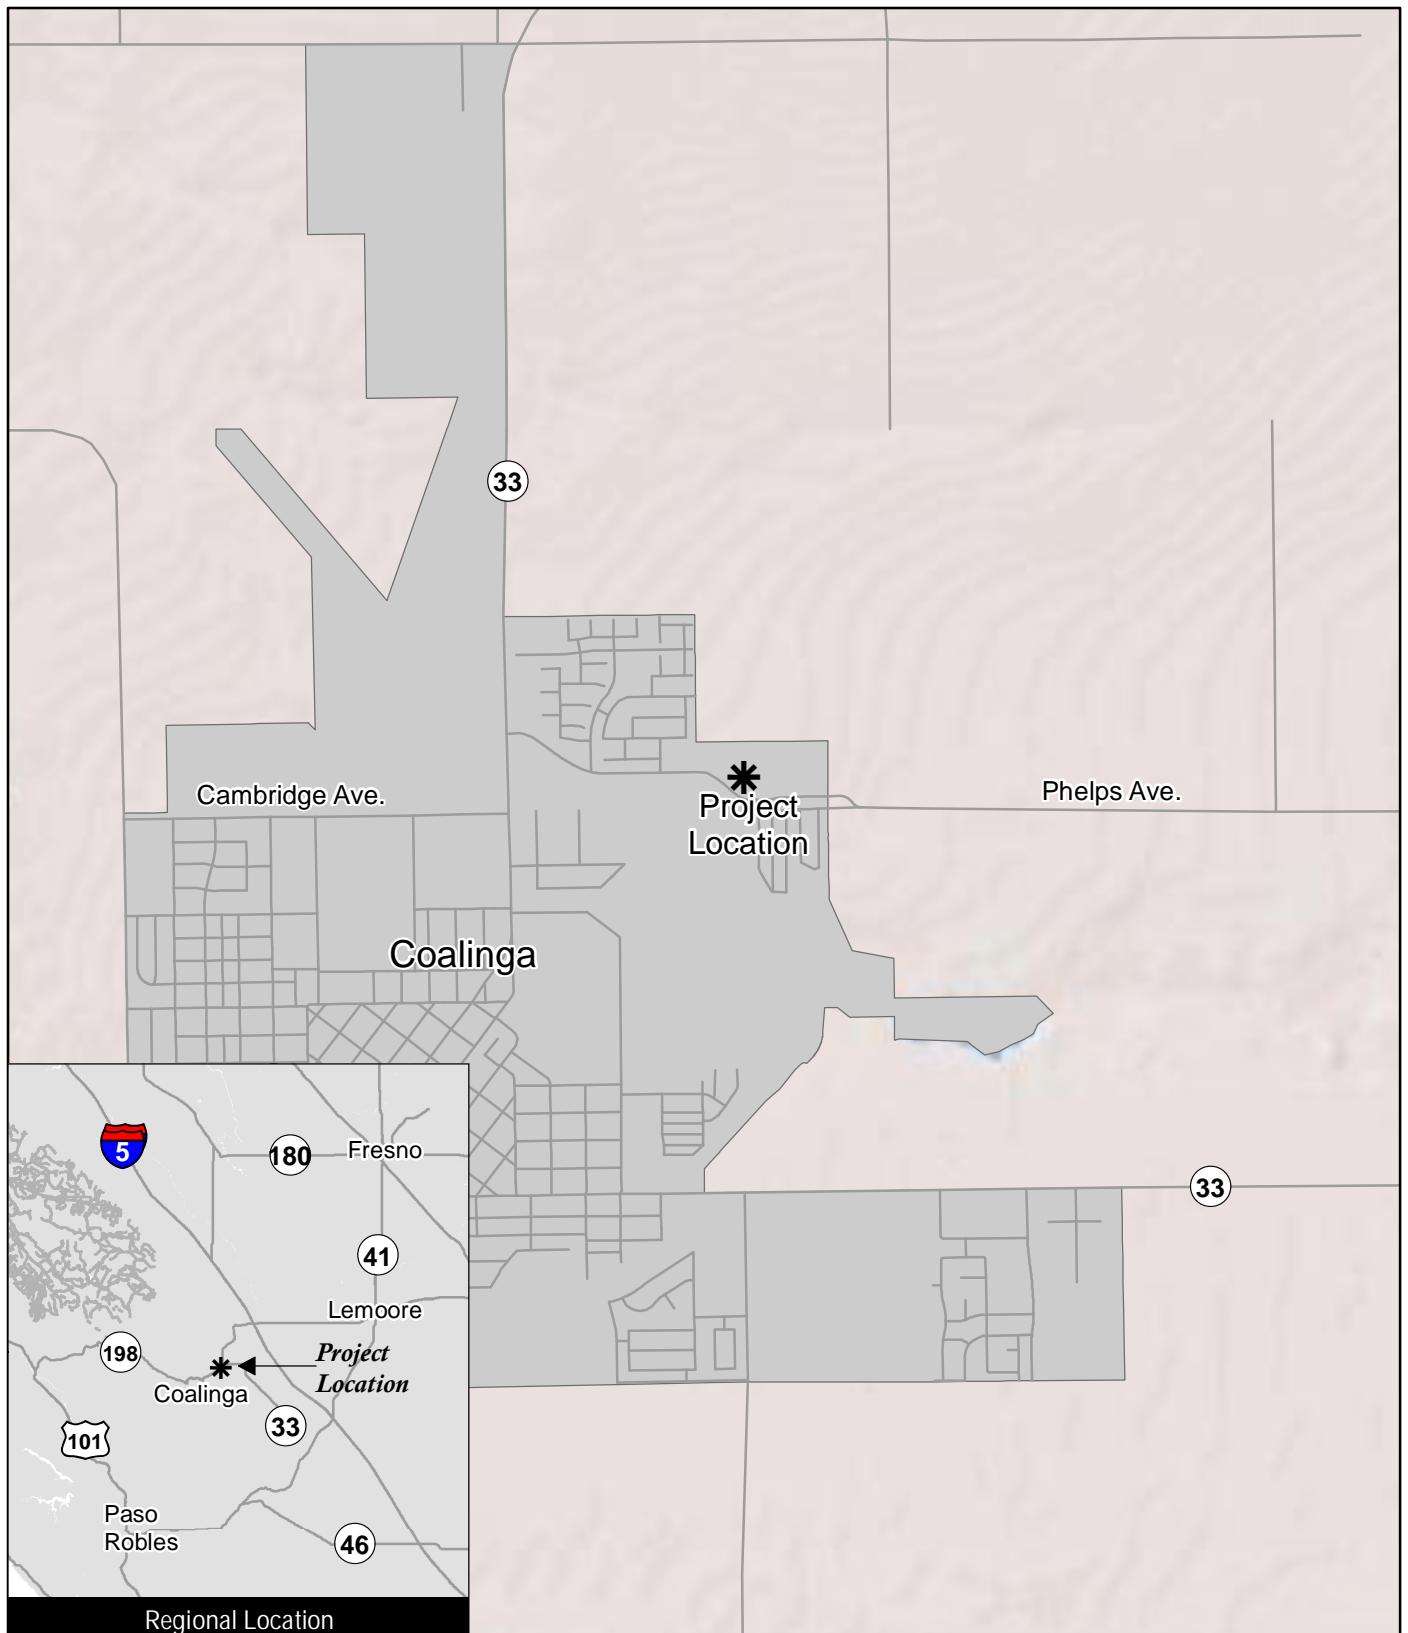 33
Cambridge Ave.
Phelps Ave.
Project
Location
Coalinga
33
5
180
Fresno
41
Lemoore
198
Project
Location
Coalinga
33
101
Paso
Robles
46
Regional Location